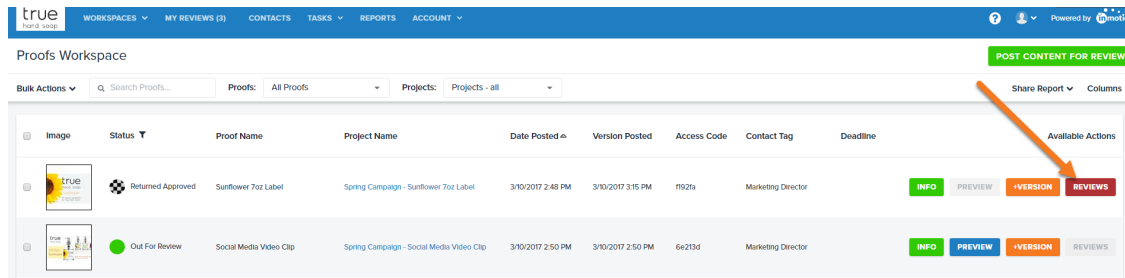 true
hard soap
WORKSPACES MY REVIEWS (3) CONTACTS TASKS REPORTS ACCOUNT
? Powered by inmotio
Proofs Workspace
POST CONTENT FOR REVIEW
Bulk Actions Search Proofs... Proofs: All Proofs Projects: Projects - all Share Report Columns
Image Status Proof Name Project Name Date Posted Version Posted Access Code Contact Tag Deadline Available Actions
true
Returned Approved Sunflower 7oz Label Spring Campaign - Sunflower 7oz Label 3/10/2017 2:48 PM 3/10/2017 3:15 PM f192fa Marketing Director INFO PREVIEW +VERSION REVIEWS
true
Out For Review Social Media Video Clip Spring Campaign - Social Media Video Clip 3/10/2017 2:50 PM 3/10/2017 2:50 PM 6e213d Marketing Director INFO PREVIEW +VERSION REVIEWS